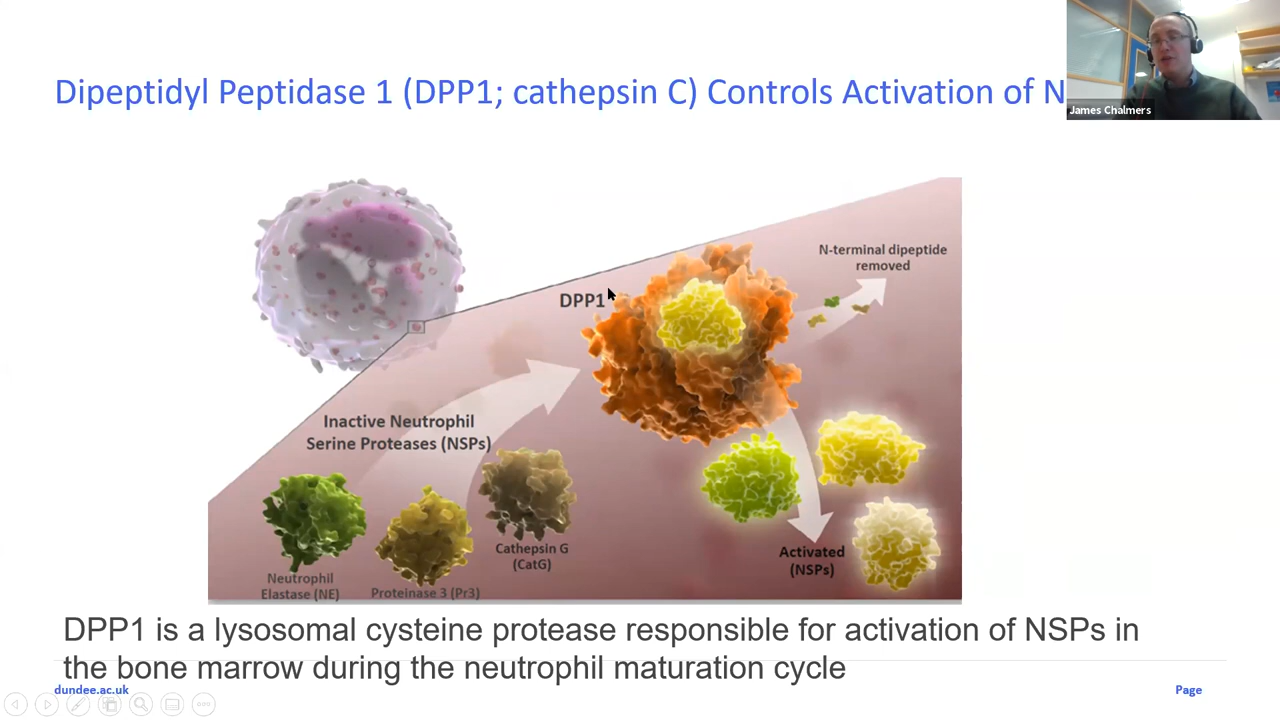 Dipeptidyl Peptidase 1 (DPP1; cathepsin C) Controls Activation of
James Chalmers
N-terminal dipeptide
removed
DPP1
Inactive Neutrophil
Serine Proteases (NSPs)
Cathepsin G
(CatG)
Neutrophil
Elastase (NE)
Proteinase 3 (Pr3)
Activated
(NSPs)
DPP1 is a lysosomal cysteine protease responsible for activation of NSPs in
the bone marrow during the neutrophil maturation cycle
dundee.ac.uk
Page